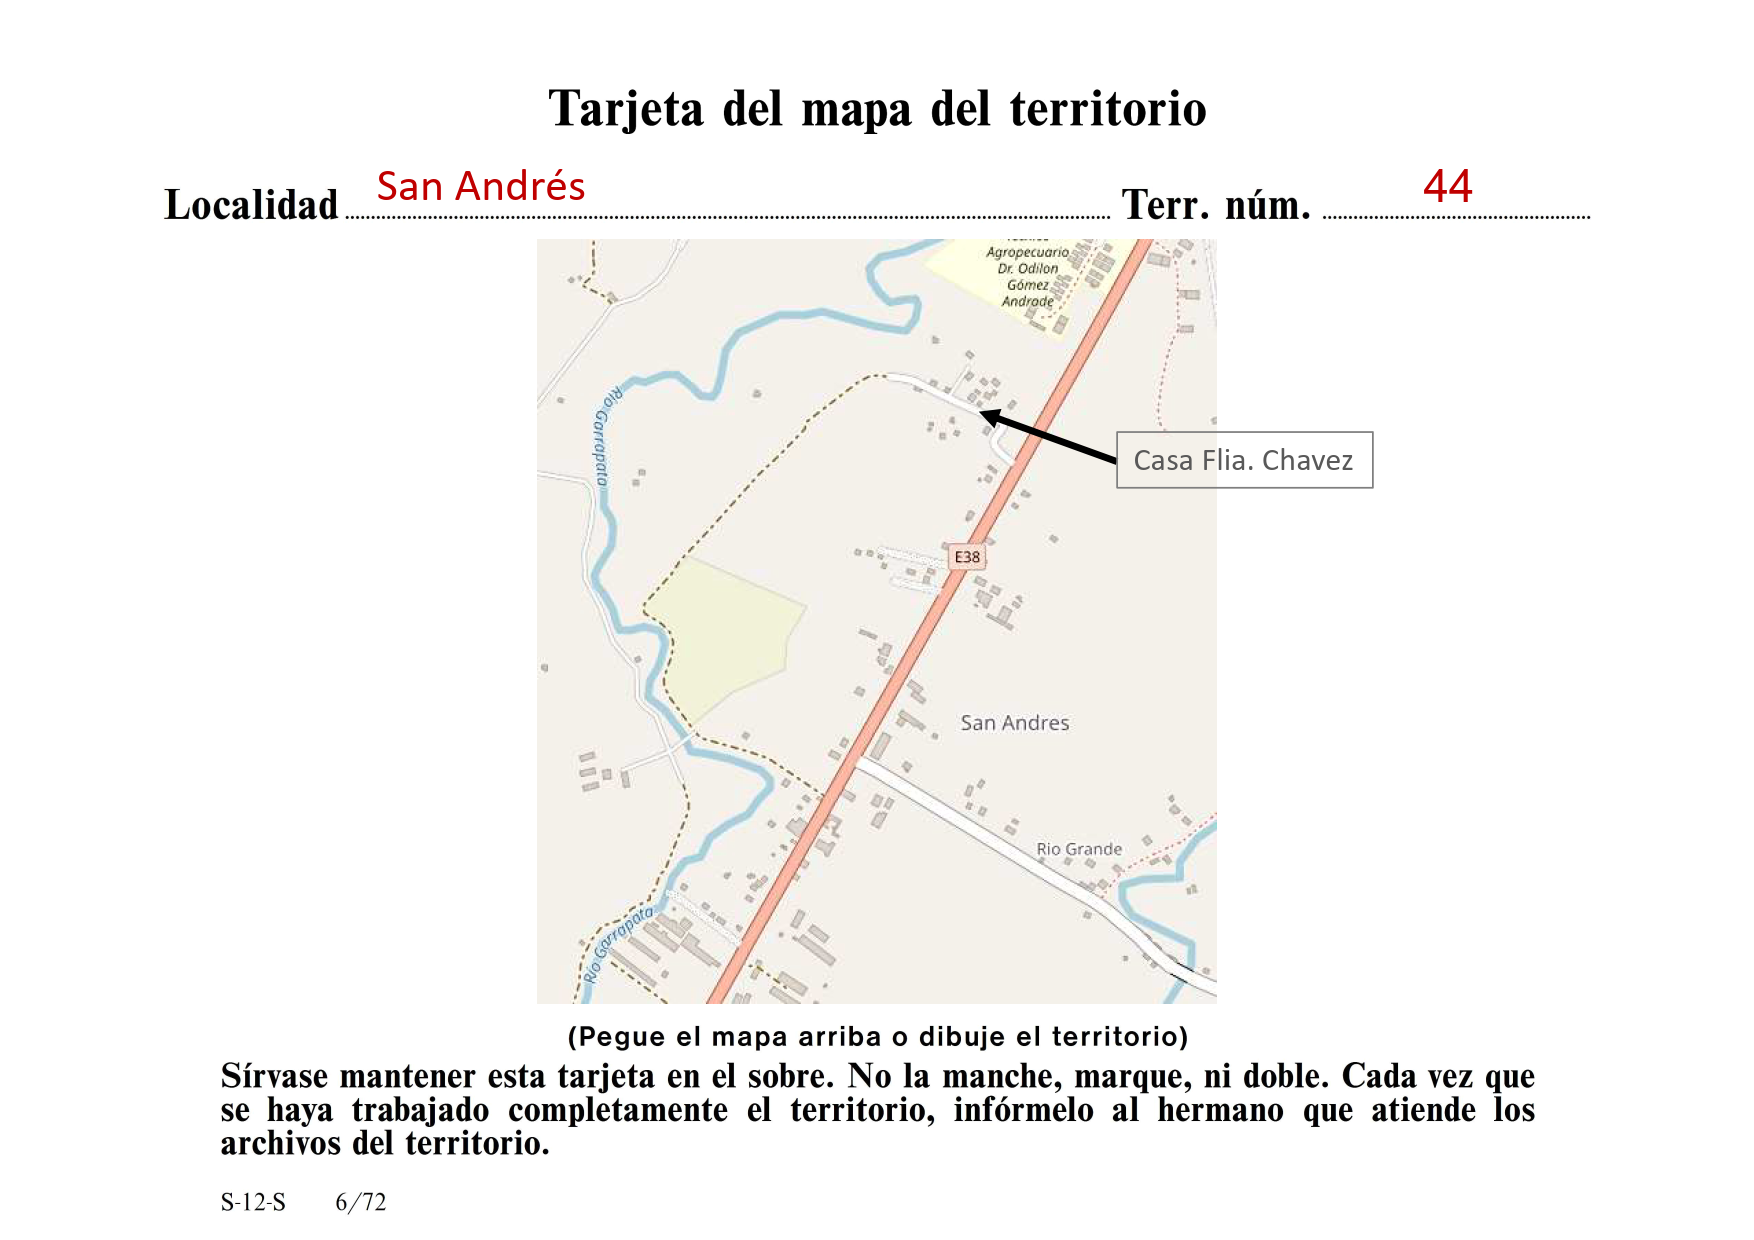 Tarjeta del mapa del territorio
Localidad San Andrés Terr. núm. 44
Agropecuario
Dr. Odilon
Gómez
Andrade
Río Garrapata
Casa Flia. Chavez
E38
San Andres
Rio Grande
Río Garrapata
(Pegue el mapa arriba o dibuje el territorio)
Sírvase mantener esta tarjeta en el sobre. No la manche, marque, ni doble. Cada vez que
se haya trabajado completamente el territorio, infórmelo al hermano que atiende los
archivos del territorio.
S-12-S 6/72